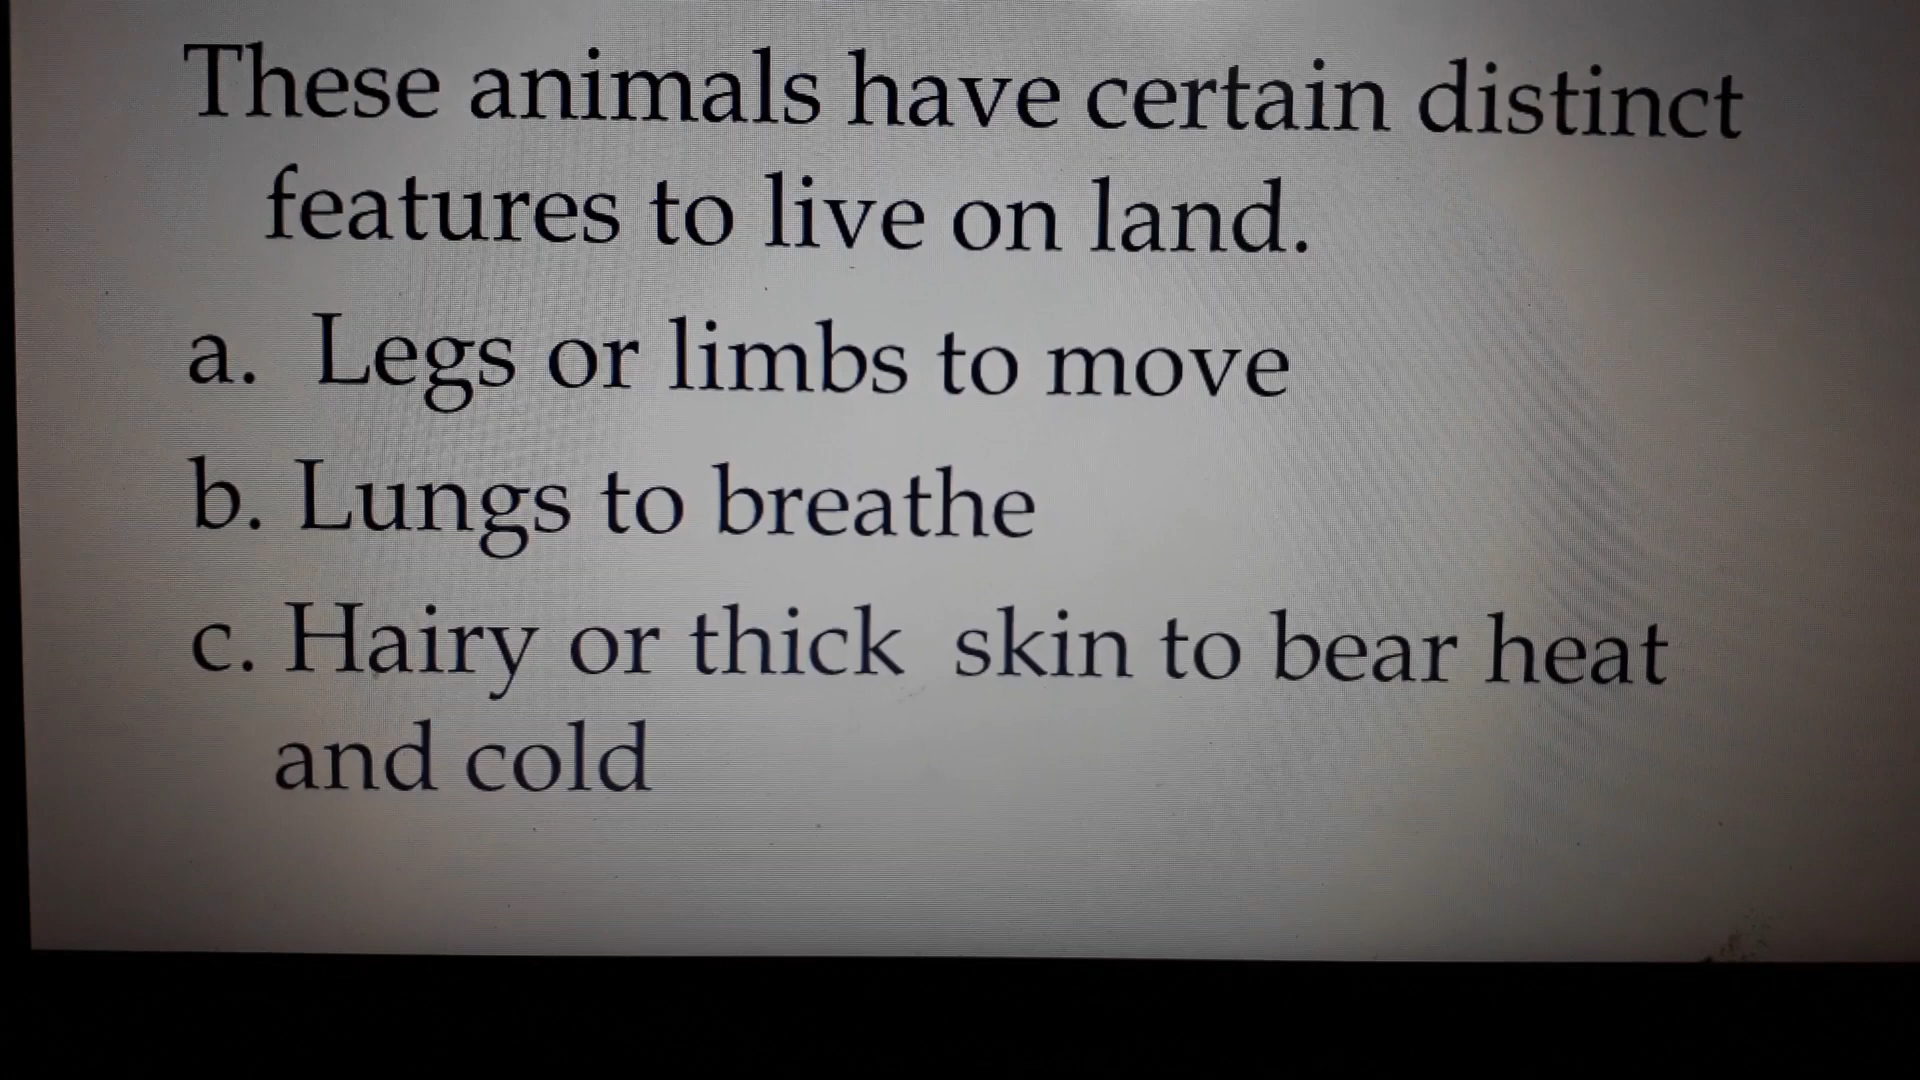 These animals have certain distinct
features to live on land.
a. Legs or limbs to move
b. Lungs to breathe
c. Hairy or thick skin to bear heat
and cold